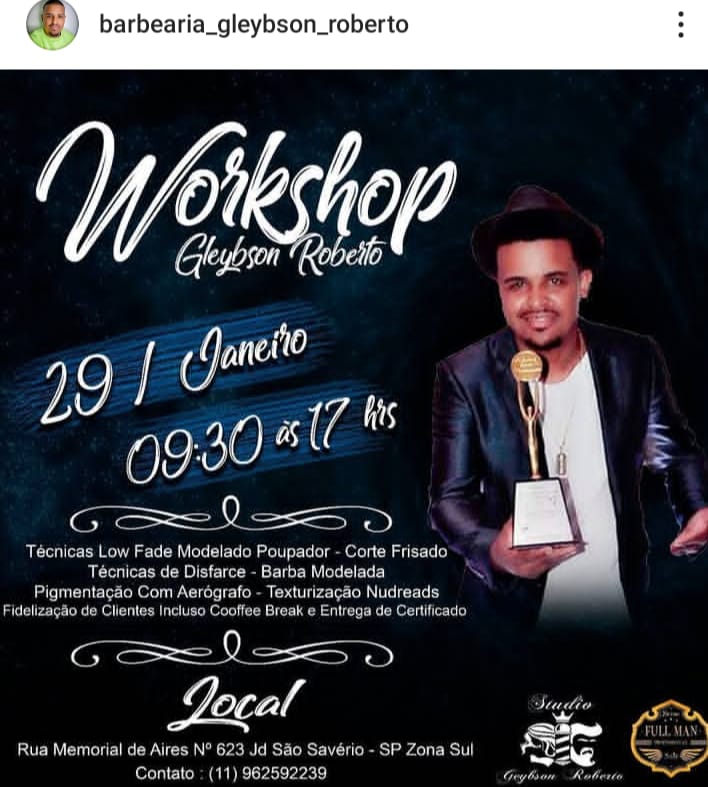 barbearia_gleybson_roberto
Workshop
Gleybson Roberto
29 / Janeiro
09:30 às 17 hrs
Técnicas Low Fade Modelado Poupador - Corte Frisado
Técnicas de Disfarce - Barba Modelada
Pigmentação Com Aerógrafo - Texturização Nudreads
Fidelização de Clientes Incluso Cooffee Break e Entrega de Certificado
Local
Rua Memorial de Aires Nº 623 Jd São Savério - SP Zona Sul
Contato : (11) 962592239
Studio
Geybson Roberto
FULL MAN